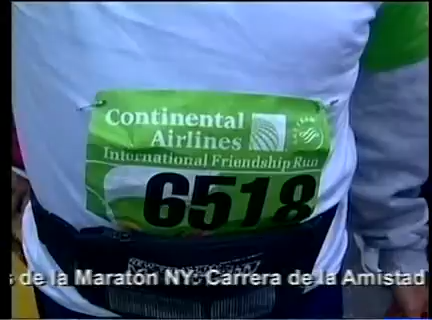 Continental
Airlines
International Friendship Run
6518
de la Maratón NY: Carrera de la Amistad